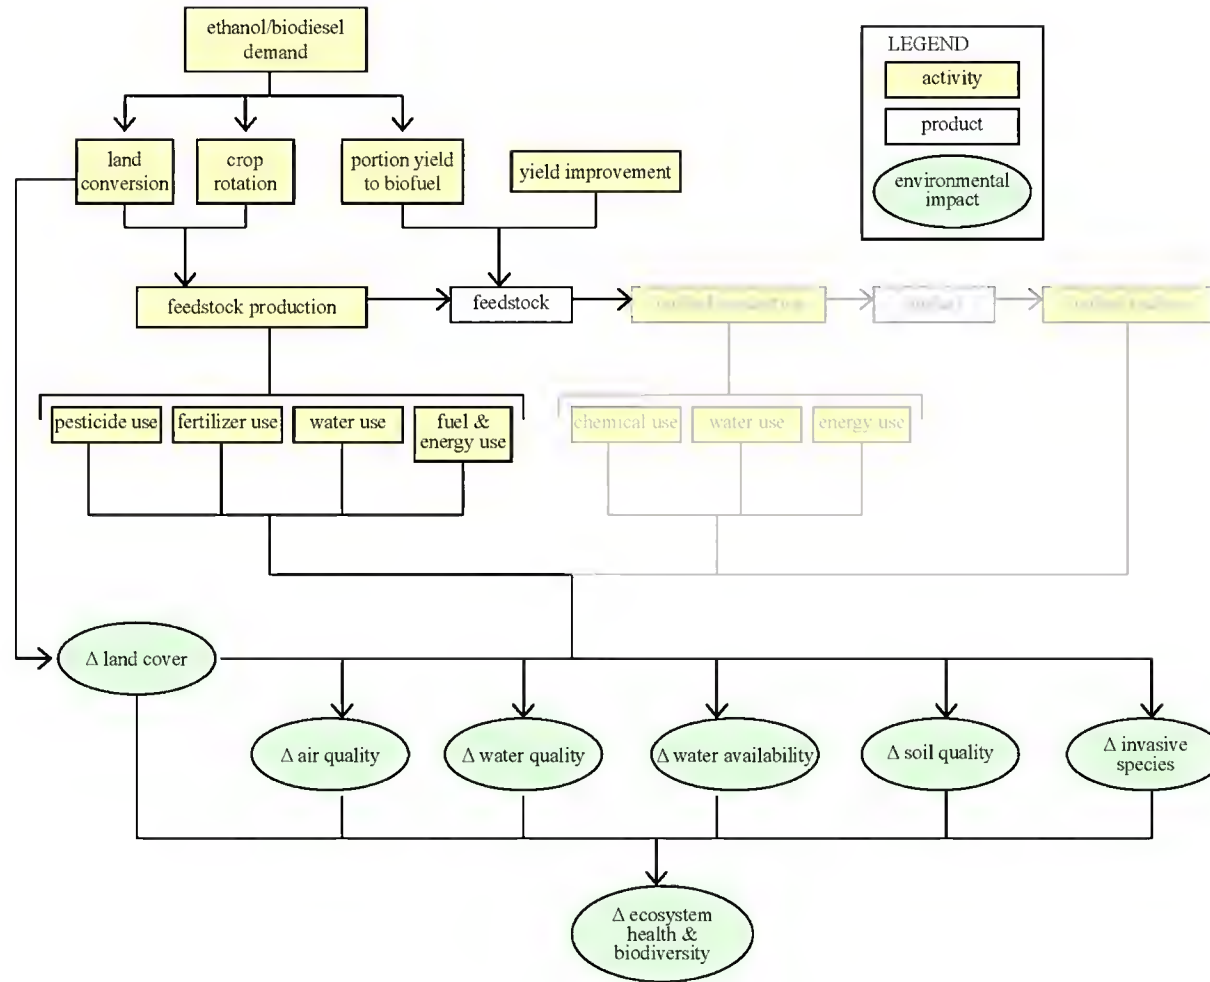 ethanol/biodiesel
demand
LEGEND
activity
product
environmental
impact
land
conversion
crop
rotation
portion yield
to biofuel
yield improvement
feedstock production
feedstock
pesticide use
fertilizer use
water use
fuel &
energy use
chemical use
water use
energy use
Δ land cover
Δ air quality
Δ water quality
Δ water availability
Δ soil quality
Δ invasive
species
Δ ecosystem
health &
biodiversity